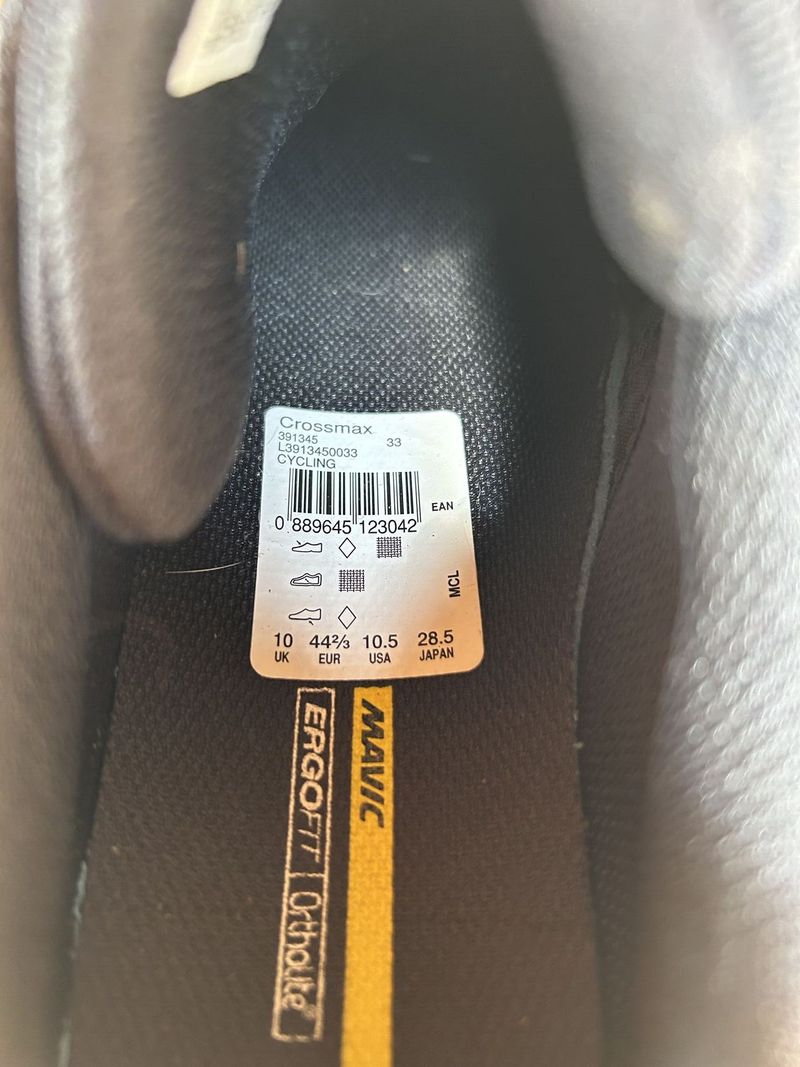 Crossmax
391345 33
L3913450033
CYCLING
EAN
0 889645 123042
MCL
10 44⅔ 10.5 28.5
UK EUR USA JAPAN
ERGOFIT | Ortholite®
MAVIC